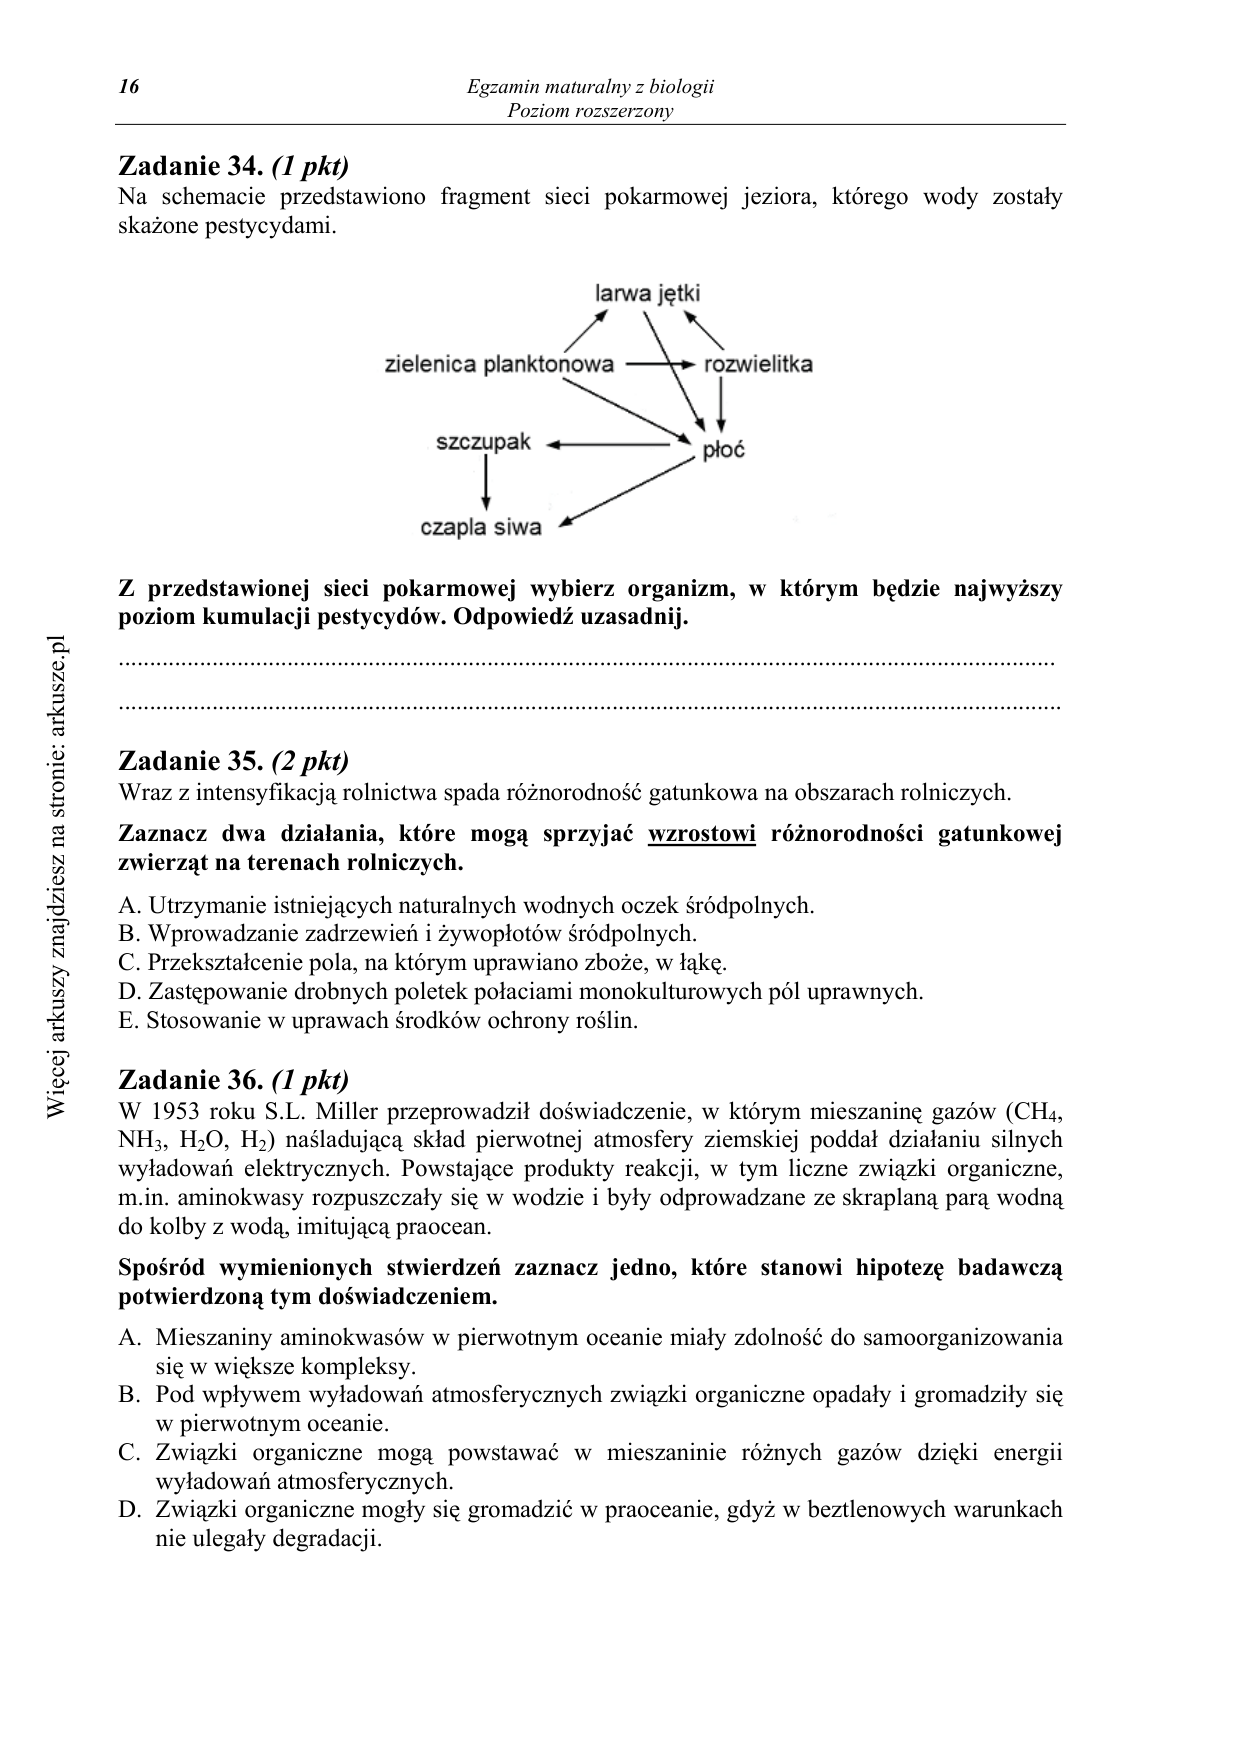 16
Egzamin maturalny z biologii
Poziom rozszerzony
Zadanie 34. (1 pkt)
Na schemacie przedstawiono fragment sieci pokarmowej jeziora, którego wody zostały
skażone pestycydami.
larwa jętki
zielenica planktonowa
rozwielitka
szczupak
płoć
czapla siwa
Z przedstawionej sieci pokarmowej wybierz organizm, w którym będzie najwyższy
poziom kumulacji pestycydów. Odpowiedź uzasadnij.
Zadanie 35. (2 pkt)
Wraz z intensyfikacją rolnictwa spada różnorodność gatunkowa na obszarach rolniczych.
Zaznacz dwa działania, które mogą sprzyjać wzrostowi różnorodności gatunkowej
zwierząt na terenach rolniczych.
A. Utrzymanie istniejących naturalnych wodnych oczek śródpolnych.
B. Wprowadzanie zadrzewień i żywopłotów śródpolnych.
C. Przekształcenie pola, na którym uprawiano zboże, w łąkę.
D. Zastępowanie drobnych poletek połaciami monokulturowych pól uprawnych.
E. Stosowanie w uprawach środków ochrony roślin.
Zadanie 36. (1 pkt)
W 1953 roku S.L. Miller przeprowadził doświadczenie, w którym mieszaninę gazów (CH₄,
NH₃, H₂O, H₂) naśladującą skład pierwotnej atmosfery ziemskiej poddał działaniu silnych
wyładowań elektrycznych. Powstające produkty reakcji, w tym liczne związki organiczne,
m.in. aminokwasy rozpuszczały się w wodzie i były odprowadzane ze skraplaną parą wodną
do kolby z wodą, imitującą praocean.
Spośród wymienionych stwierdzeń zaznacz jedno, które stanowi hipotezę badawczą
potwierdzoną tym doświadczeniem.
A. Mieszaniny aminokwasów w pierwotnym oceanie miały zdolność do samoorganizowania
się w większe kompleksy.
B. Pod wpływem wyładowań atmosferycznych związki organiczne opadały i gromadziły się
w pierwotnym oceanie.
C. Związki organiczne mogą powstawać w mieszaninie różnych gazów dzięki energii
wyładowań atmosferycznych.
D. Związki organiczne mogły się gromadzić w praoceanie, gdyż w beztlenowych warunkach
nie ulegały degradacji.
Więcej arkuszy znajdziesz na stronie: arkusze.pl